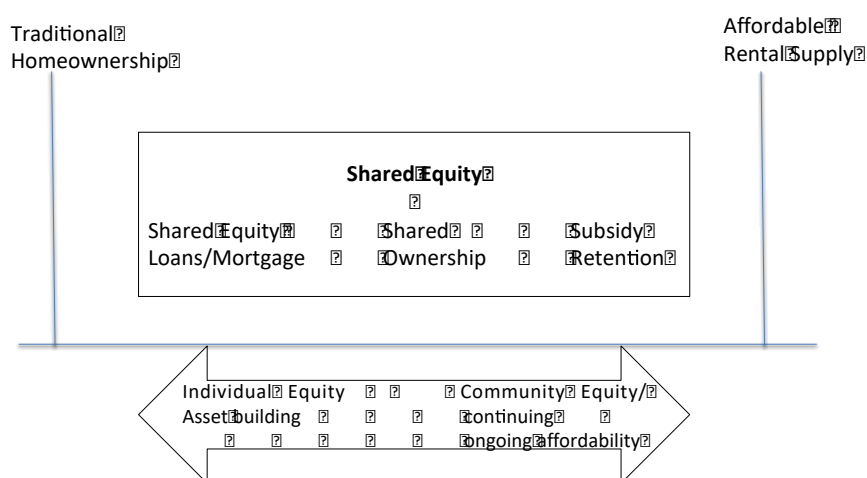 Traditional
Homeownership
Affordable
Rental Supply
Shared Equity
Shared Equity Shared Subsidy
Loans/Mortgage Ownership Retention
Individual Equity Community Equity/
Asset building continuing
ongoing affordability